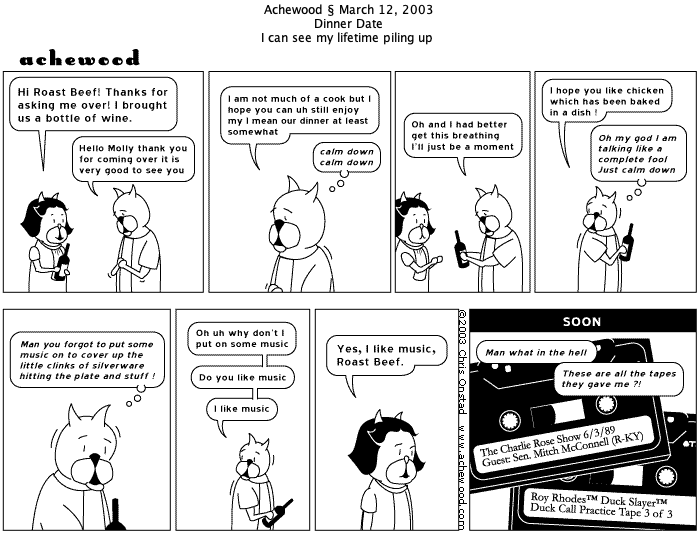 Achewood § March 12, 2003
Dinner Date
I can see my lifetime piling up
achewood
Hi Roast Beef! Thanks for
asking me over! I brought
us a bottle of wine.
Hello Molly thank you
for coming over it is
very good to see you
I am not much of a cook but I
hope you can uh still enjoy
my I mean our dinner at least
somewhat
calm down
calm down
Oh and I had better
get this breathing
I'll just be a moment
I hope you like chicken
which has been baked
in a dish !
Oh my god I am
talking like a
complete fool
Just calm down
Man you forgot to put some
music on to cover up the
little clinks of silverware
hitting the plate and stuff !
Oh uh why don't I
put on some music
Do you like music
I like music
Yes, I like music,
Roast Beef.
©2003 Chris Onstad www.achewood.com
SOON
Man what in the hell
These are all the tapes
they gave me ?!
The Charlie Rose Show 6/3/89
Guest: Sen. Mitch McConnell (R-KY)
Roy Rhodes™ Duck Slayer™
Duck Call Practice Tape 3 of 3